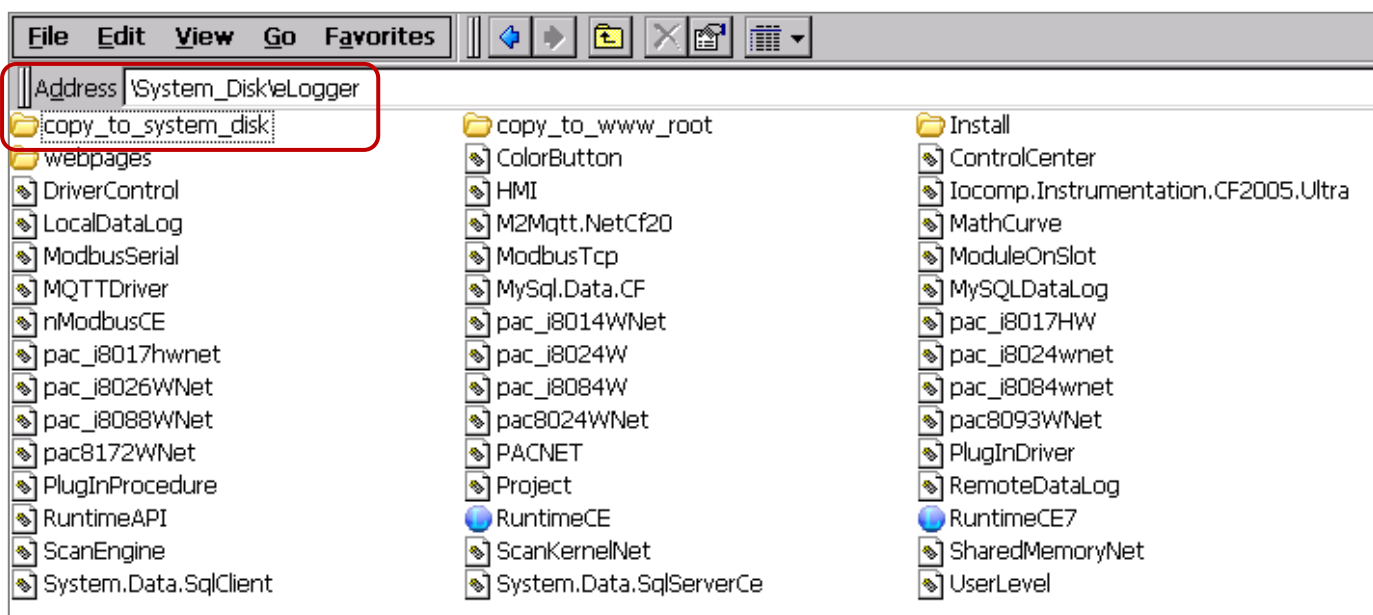 File Edit View Go Favorites
Address \System_Disk\eLogger
copy_to_system_disk copy_to_www_root Install
webpages ColorButton ControlCenter
DriverControl HMI Iocomp.Instrumentation.CF2005.Ultra
LocalDataLog M2Mqtt.NetCf20 MathCurve
ModbusSerial ModbusTcp ModuleOnSlot
MQTTDriver MySql.Data.CF MySQLDataLog
nModbusCE pac_i8014WNet pac_i8017HW
pac_i8017hwnet pac_i8024W pac_i8024wnet
pac_i8026WNet pac_i8084W pac_i8084wnet
pac_i8088WNet pac8024WNet pac8093WNet
pac8172WNet PACNET PlugInDriver
PlugInProcedure Project RemoteDataLog
RuntimeAPI RuntimeCE RuntimeCE7
ScanEngine ScanKernelNet SharedMemoryNet
System.Data.SqlClient System.Data.SqlServerCe UserLevel